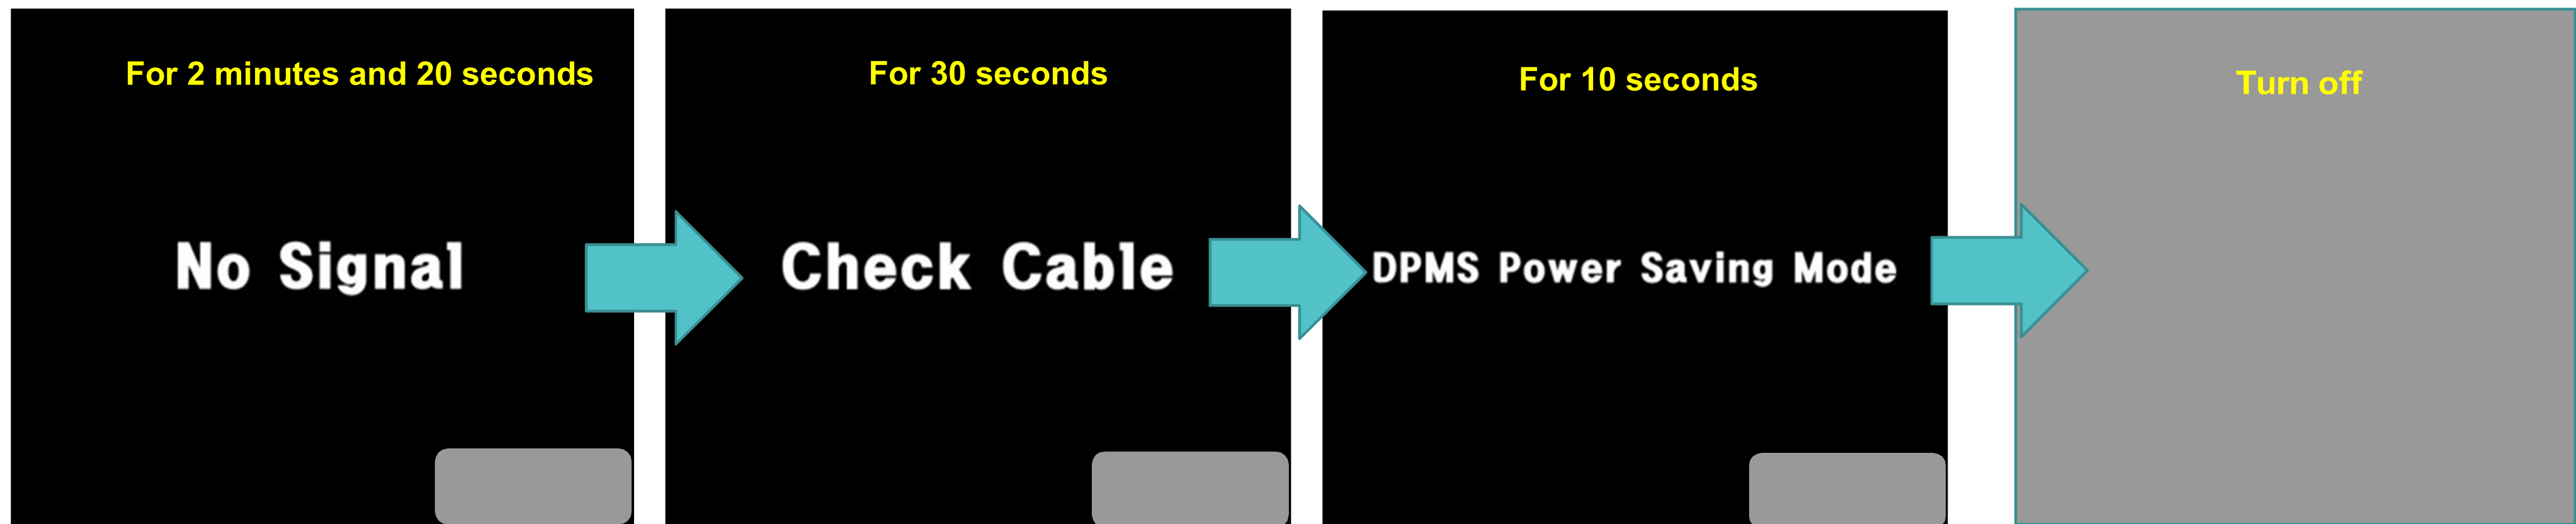 For 2 minutes and 20 seconds
No Signal
For 30 seconds
Check Cable
For 10 seconds
DPMS Power Saving Mode
Turn off